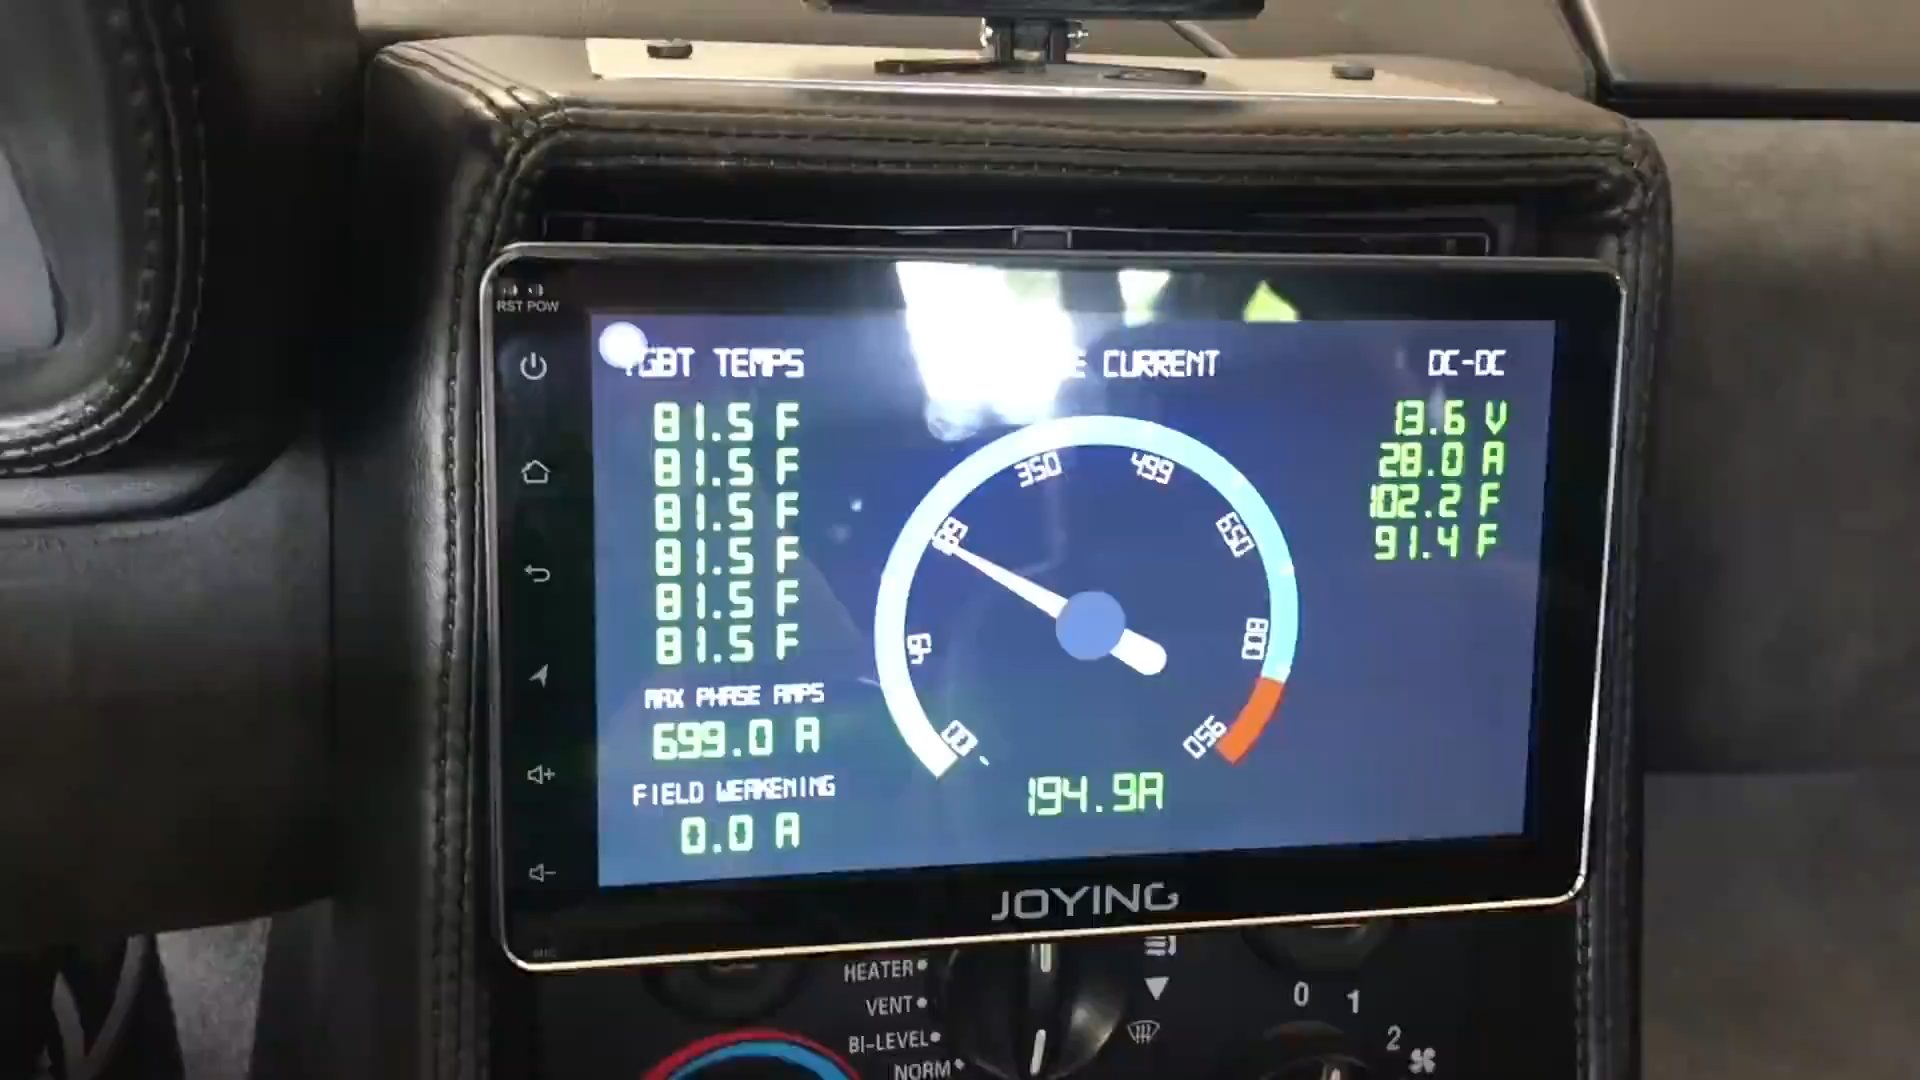 RST POW
IGBT TEMPS
81.5 F
81.5 F
81.5 F
81.5 F
81.5 F
81.5 F
MAX PHASE AMPS
699.0 A
FIELD WEAKENING
0.0 A
CURRENT
350
499
650
800
950
49
00
194.9A
DC-DC
13.6 V
28.0 A
102.2 F
91.4 F
JOYING
HEATER
VENT
BI-LEVEL
NORM
0 1 2